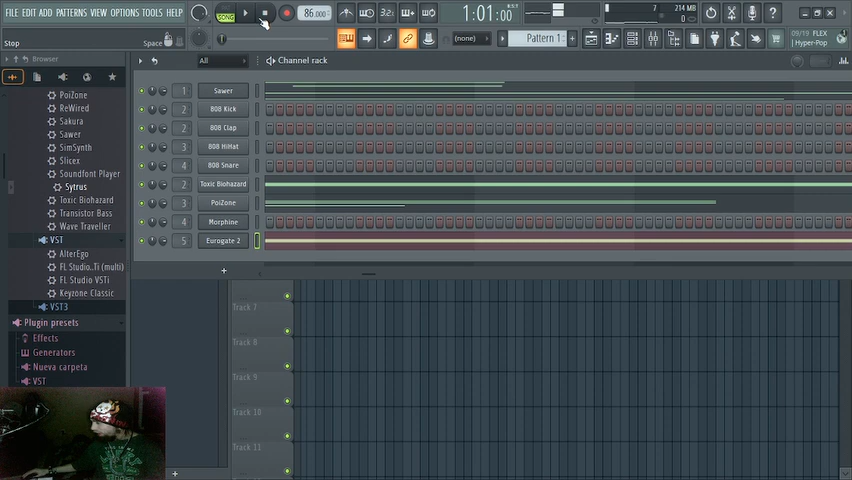 FILE EDIT ADD PATTERNS VIEW OPTIONS TOOLS HELP
SONG
86.000
3.2
1:01:00
7
214 MB
0
09/19 FLEX
| Hyper-Pop
Stop
Space
(none)
Pattern 1
Browser
All
Channel rack
PoiZone
ReWired
Sakura
Sawer
SimSynth
Slicex
Soundfont Player
Sytrus
Toxic Biohazard
Transistor Bass
Wave Traveller
VST
AlterEgo
FL Studio..Ti (multi)
FL Studio VSTi
Keyzone Classic
VST3
Plugin presets
Effects
Generators
Nueva carpeta
VST
1 Sawer
2 808 Kick
2 808 Clap
3 808 HiHat
4 808 Snare
2 Toxic Biohazard
3 PoiZone
4 Morphine
5 Eurogate 2
Track 7
Track 8
Track 9
Track 10
Track 11